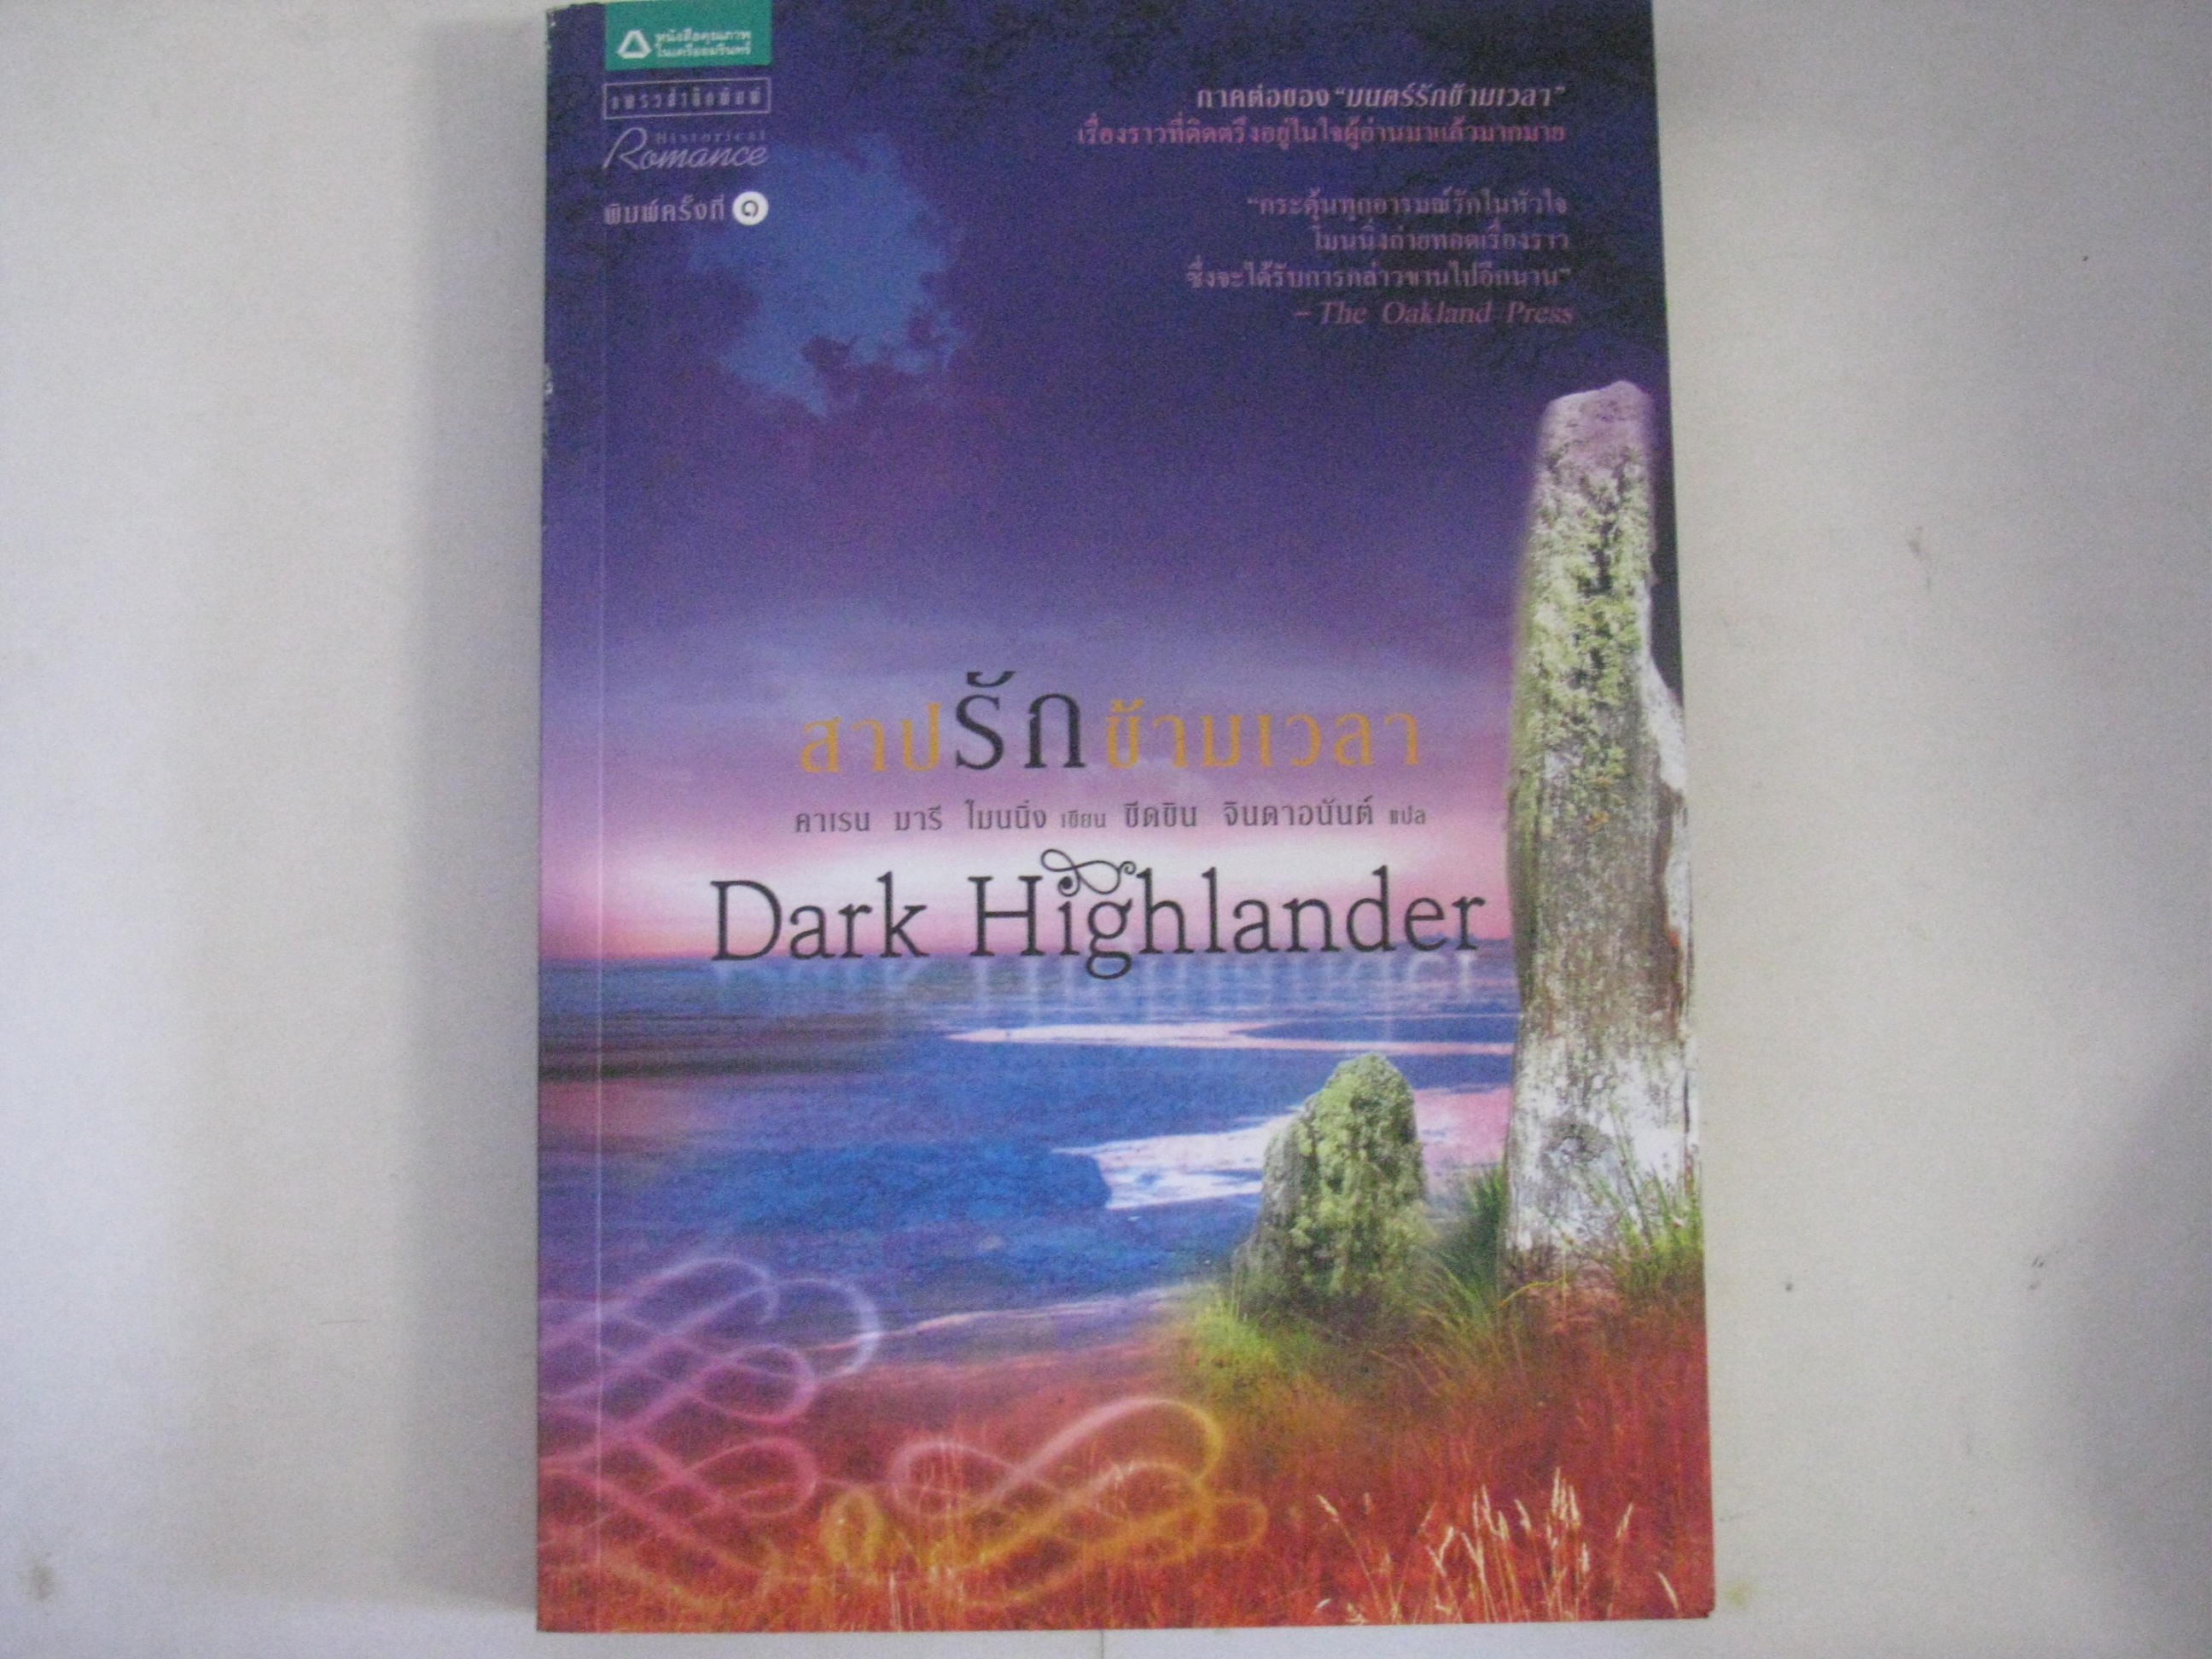 หนังสือคุณภาพ
ในเครืออมรินทร์
แพรวสำนักพิมพ์
Historical
Romance
พิมพ์ครั้งที่ ๑
ภาคต่อของ “มนตร์รักข้ามเวลา”
เรื่องราวที่ติดตรึงอยู่ในใจผู้อ่านมาแล้วมากมาย
“กระตุ้นทุกอารมณ์รักในหัวใจ
โมนนิ่งถ่ายทอดเรื่องราว
ซึ่งจะได้รับการกล่าวขานไปอีกนาน”
– The Oakland Press
สาปรักข้ามเวลา
คาเรน มารี โมนนิ่ง เขียน ขีดขิน จินดาอนันต์ แปล
Dark Highlander